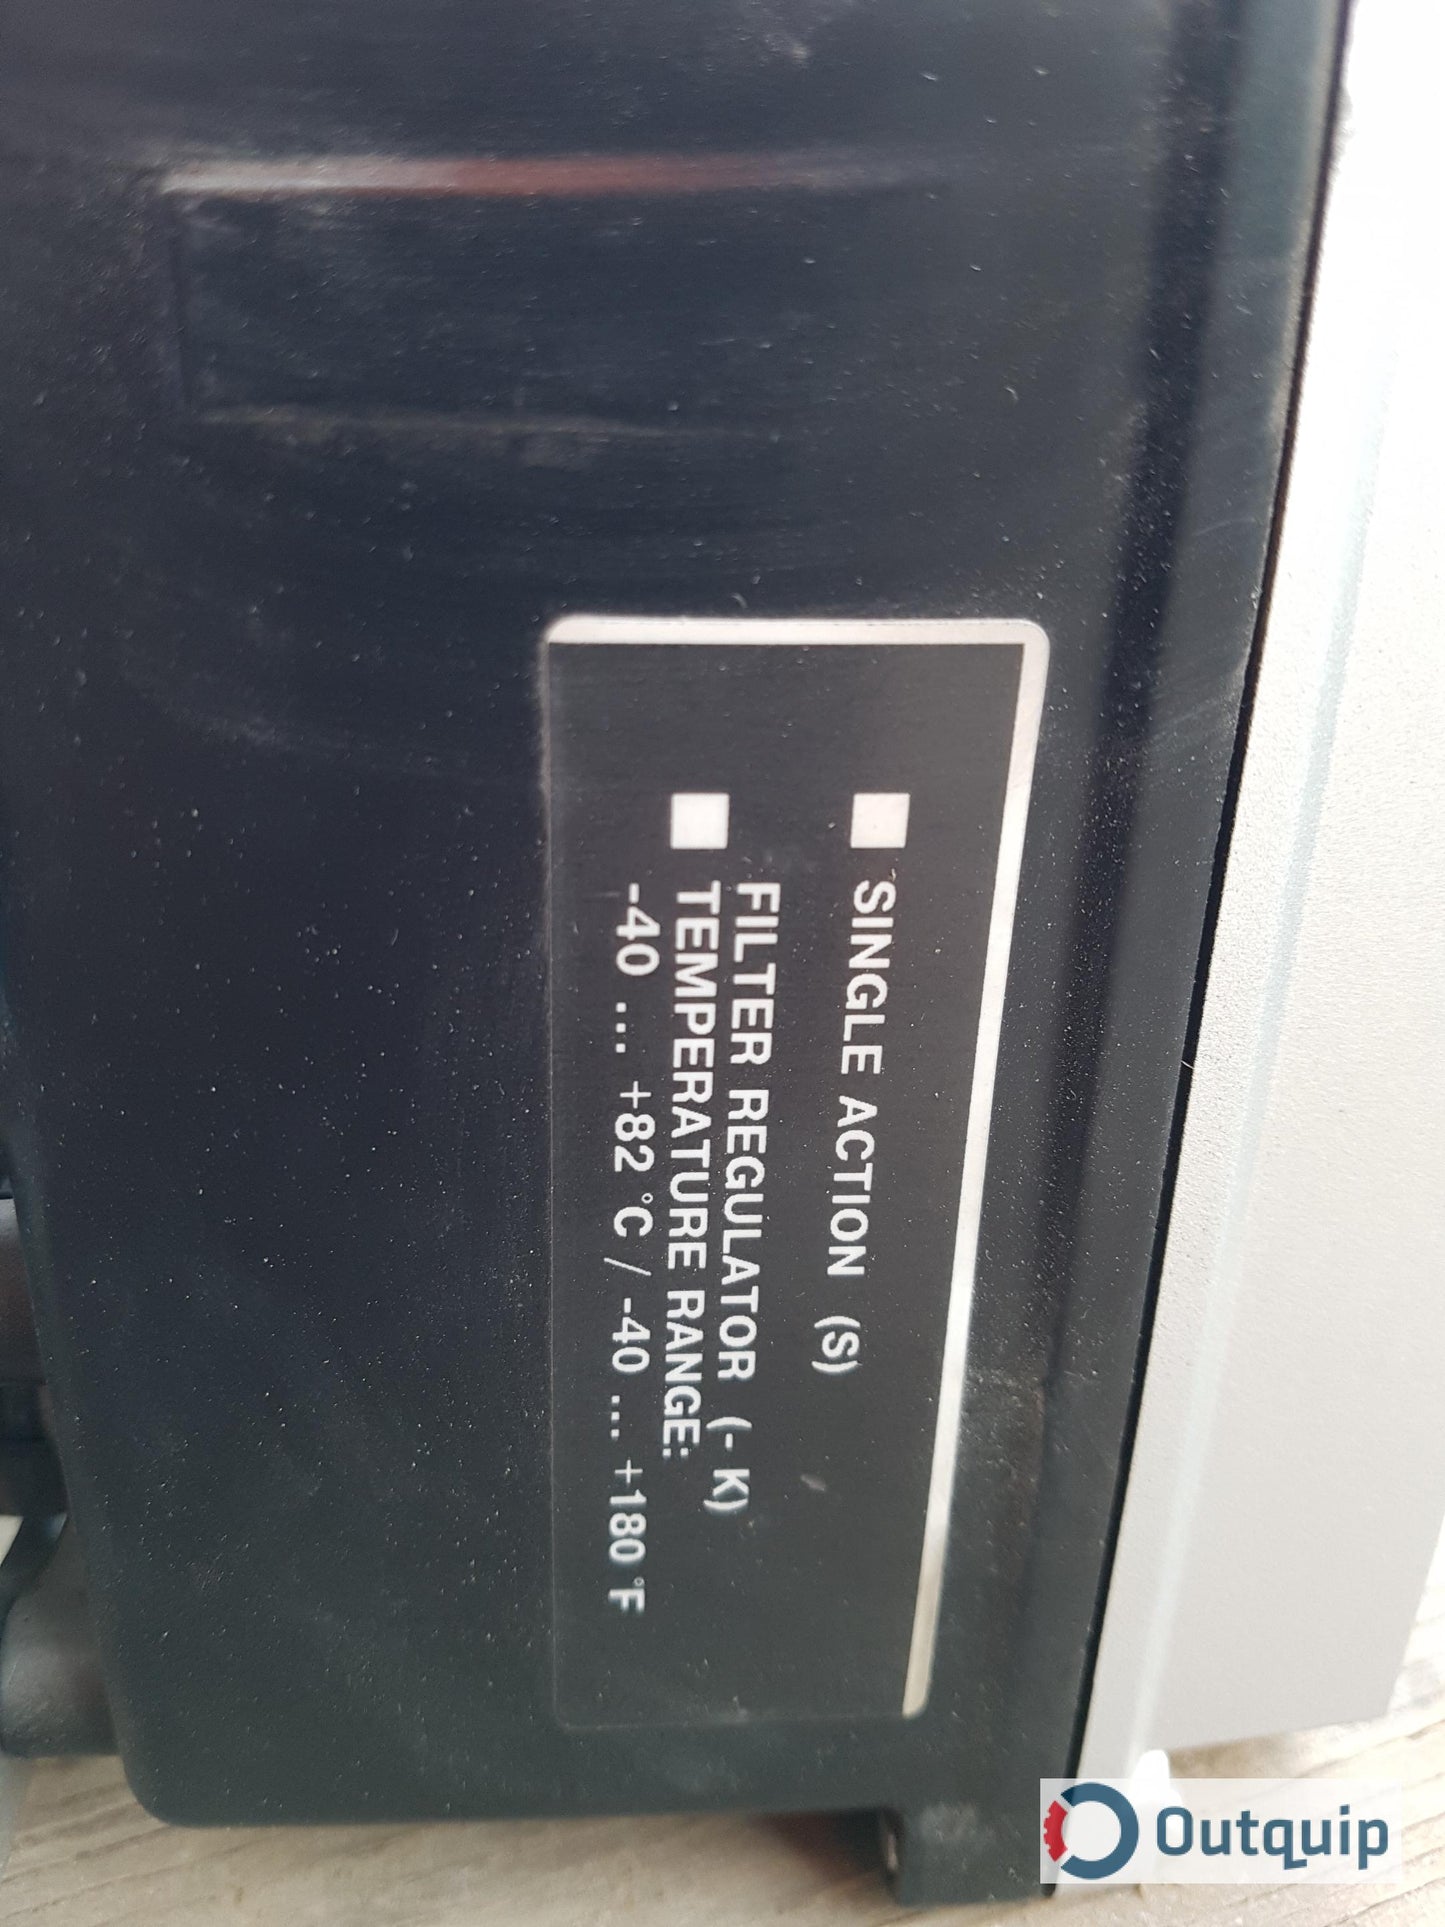 SINGLE ACTION (S)
FILTER REGULATOR (- K)
TEMPERATURE RANGE:
-40 ... +82 °C / -40 ... +180 °F
Outquip